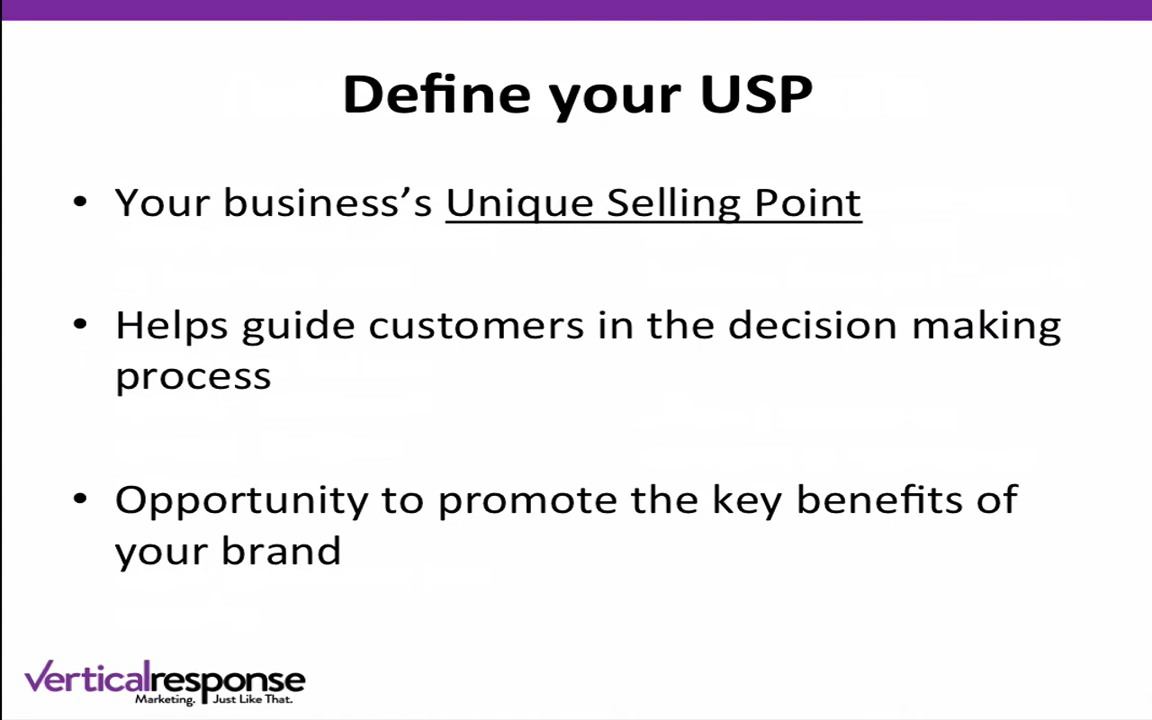 Define your USP
• Your business’s Unique Selling Point
• Helps guide customers in the decision making
process
• Opportunity to promote the key benefits of
your brand
verticalresponse
Marketing. Just Like That.